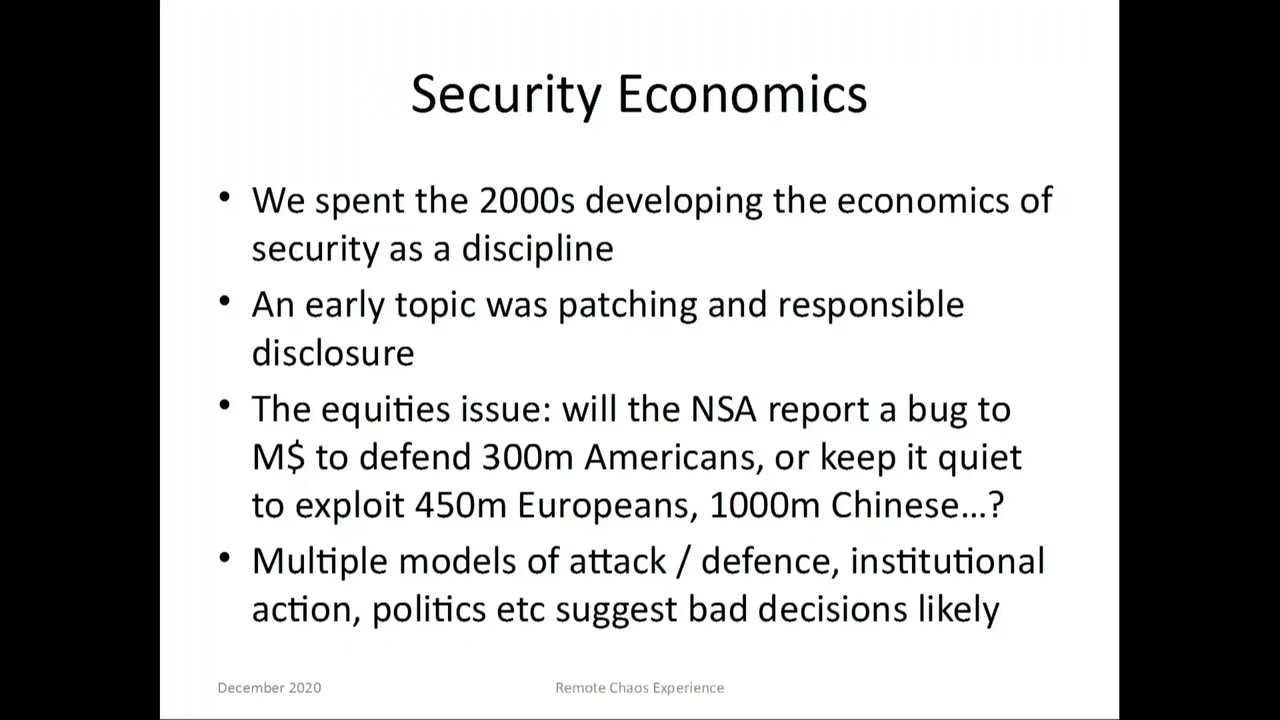 Security Economics
• We spent the 2000s developing the economics of
security as a discipline
• An early topic was patching and responsible
disclosure
• The equities issue: will the NSA report a bug to
M$ to defend 300m Americans, or keep it quiet
to exploit 450m Europeans, 1000m Chinese…?
• Multiple models of attack / defence, institutional
action, politics etc suggest bad decisions likely
December 2020
Remote Chaos Experience